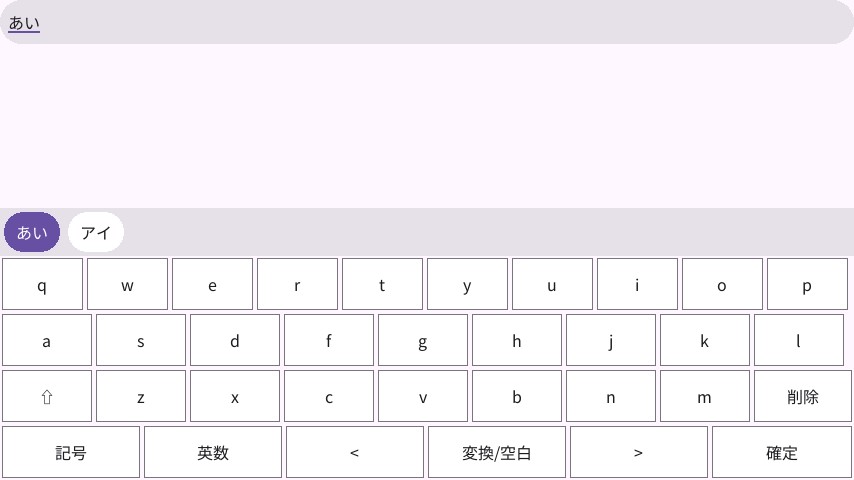 あい
あい アイ
q w e r t y u i o p
a s d f g h j k l
⇧ z x c v b n m 削除
記号 英数 < 変換/空白 > 確定